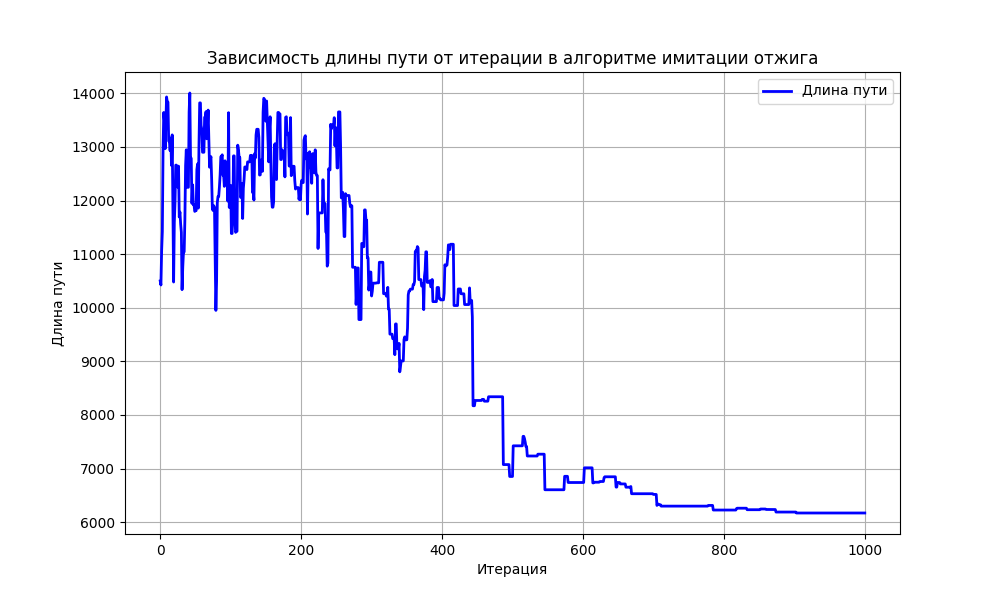 Зависимость длины пути от итерации в алгоритме имитации отжига
Длина пути
14000
13000
12000
11000
10000
9000
8000
7000
6000
Длина пути
0 200 400 600 800 1000
Итерация